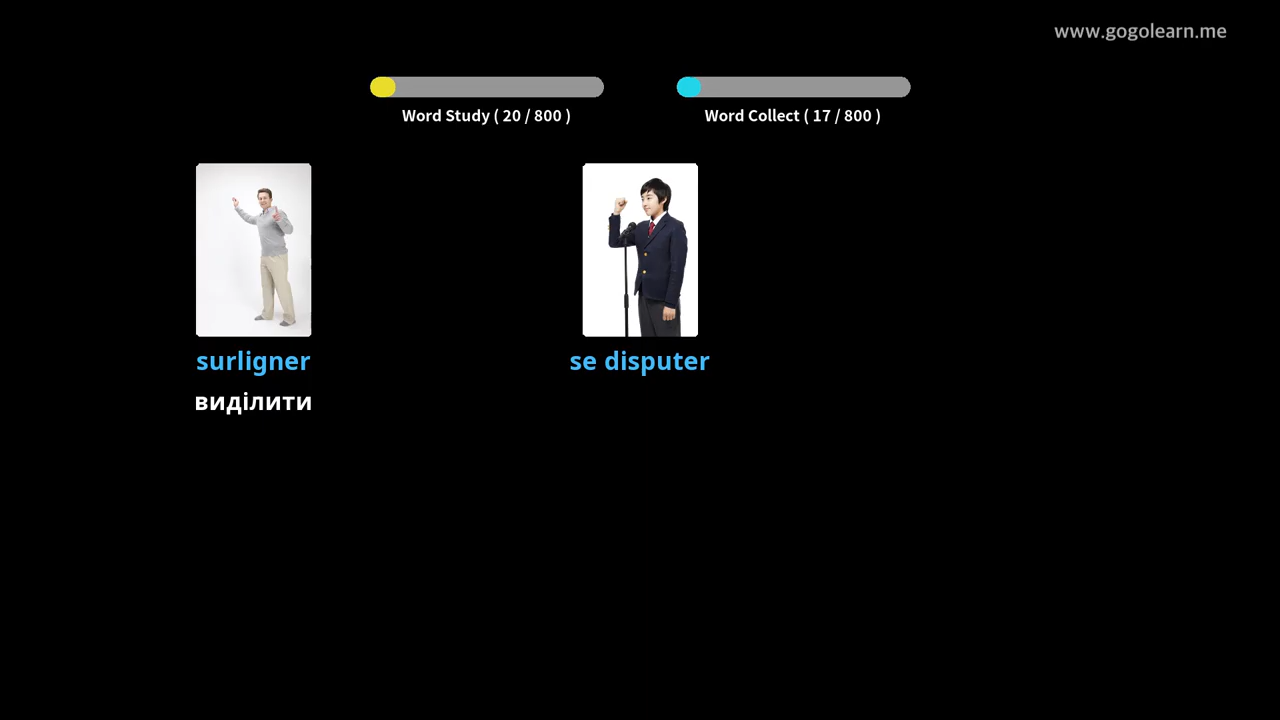 www.gogolearn.me
Word Study ( 20 / 800 )
Word Collect ( 17 / 800 )
surligner
se disputer
виділити